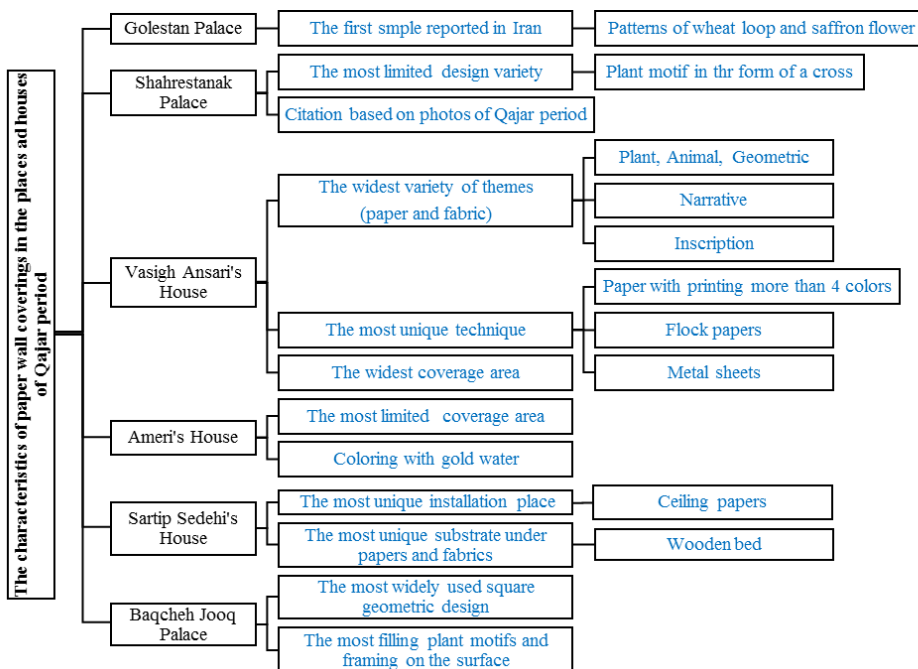 The characteristics of paper wall coverings in the places ad houses
of Qajar period
Golestan Palace
The first smple reported in Iran
Patterns of wheat loop and saffron flower
Shahrestanak
Palace
The most limited design variety
Plant motif in thr form of a cross
Citation based on photos of Qajar period
Vasigh Ansari's
House
The widest variety of themes
(paper and fabric)
Plant, Animal, Geometric
Narrative
Inscription
The most unique technique
Paper with printing more than 4 colors
Flock papers
Metal sheets
The widest coverage area
Ameri's House
The most limited coverage area
Coloring with gold water
Sartip Sedehi's
House
The most unique installation place
Ceiling papers
The most unique substrate under
papers and fabrics
Wooden bed
Baqcheh Jooq
Palace
The most widely used square
geometric design
The most filling plant motifs and
framing on the surface